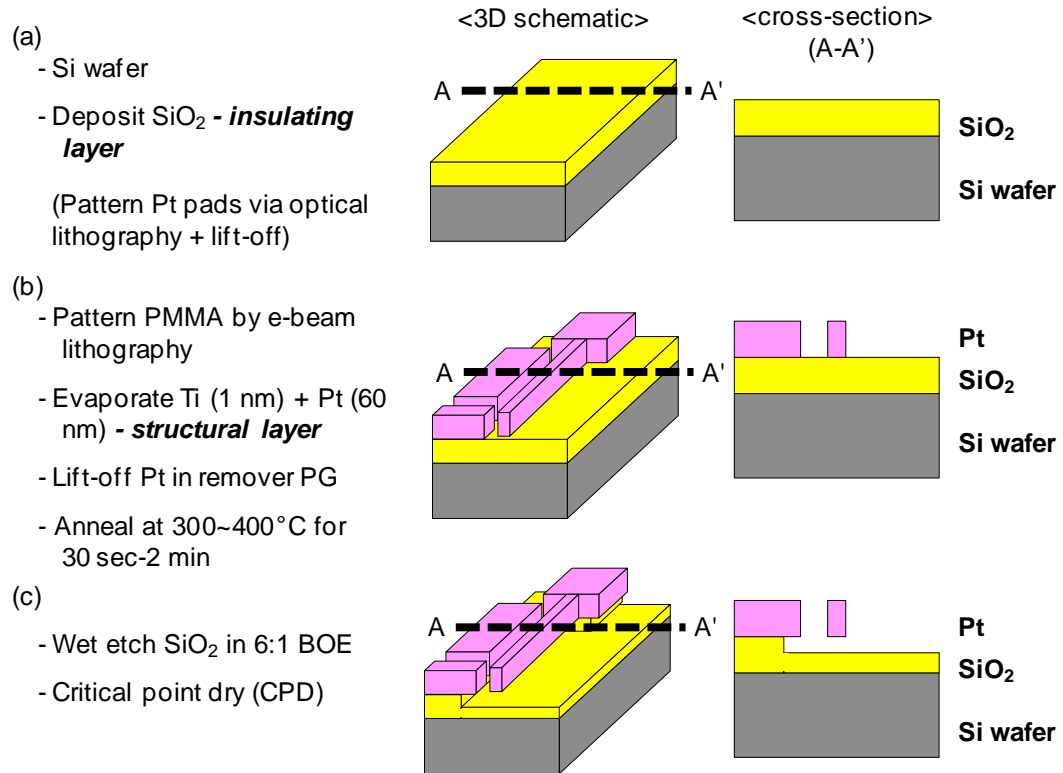 <3D schematic>
<cross-section>
(A-A’)
(a)
- Si wafer
- Deposit SiO₂ - insulating
layer
(Pattern Pt pads via optical
lithography + lift-off)
A
A'
SiO₂
Si wafer
(b)
- Pattern PMMA by e-beam
lithography
- Evaporate Ti (1 nm) + Pt (60
nm) - structural layer
- Lift-off Pt in remover PG
- Anneal at 300~400°C for
30 sec-2 min
A
A'
Pt
SiO₂
Si wafer
(c)
- Wet etch SiO₂ in 6:1 BOE
- Critical point dry (CPD)
A
A'
Pt
SiO₂
Si wafer